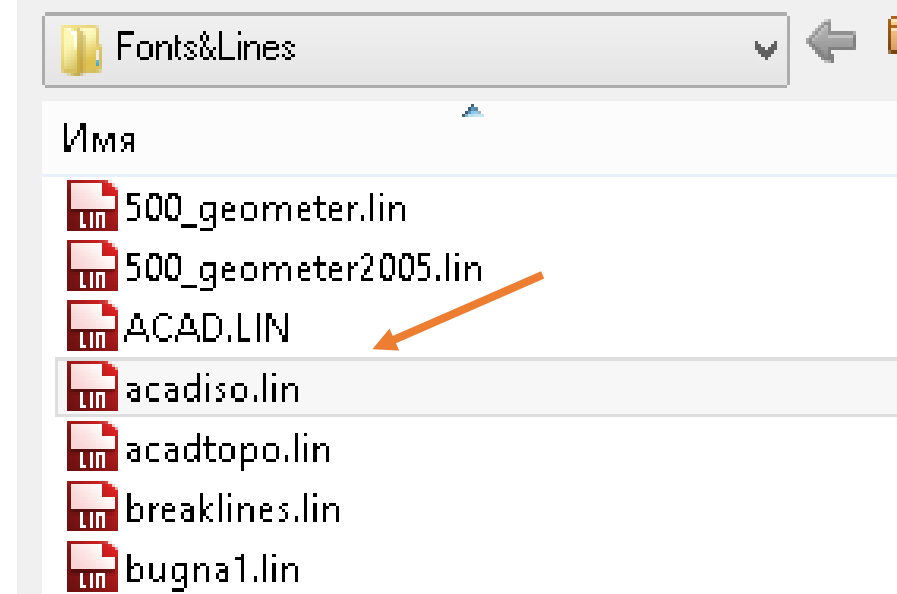 Fonts&Lines
Имя
500_geometer.lin
500_geometer2005.lin
ACAD.LIN
acadiso.lin
acadtopo.lin
breaklines.lin
bugna1.lin